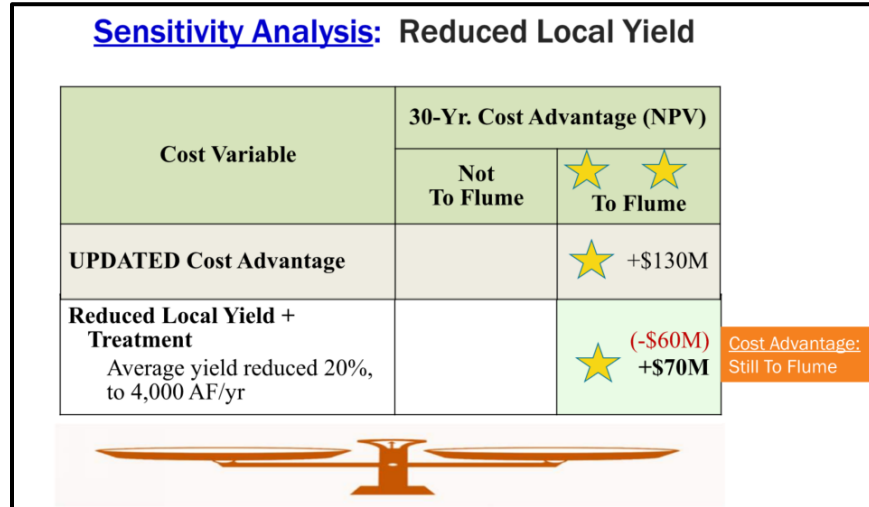 Sensitivity Analysis: Reduced Local Yield
30-Yr. Cost Advantage (NPV)
Cost Variable
Not
To Flume
To Flume
UPDATED Cost Advantage
+$130M
Reduced Local Yield +
Treatment
Average yield reduced 20%,
to 4,000 AF/yr
(-$60M)
+$70M
Cost Advantage:
Still To Flume